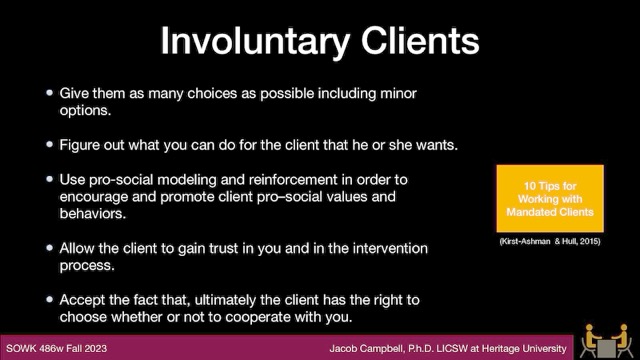 Involuntary Clients
• Give them as many choices as possible including minor
options.
• Figure out what you can do for the client that he or she wants.
• Use pro-social modeling and reinforcement in order to
encourage and promote client pro–social values and
behaviors.
• Allow the client to gain trust in you and in the intervention
process.
• Accept the fact that, ultimately the client has the right to
choose whether or not to cooperate with you.
10 Tips for
Working with
Mandated Clients
(Kirst-Ashman & Hull, 2015)
SOWK 486w Fall 2023
Jacob Campbell, Ph.D. LICSW at Heritage University